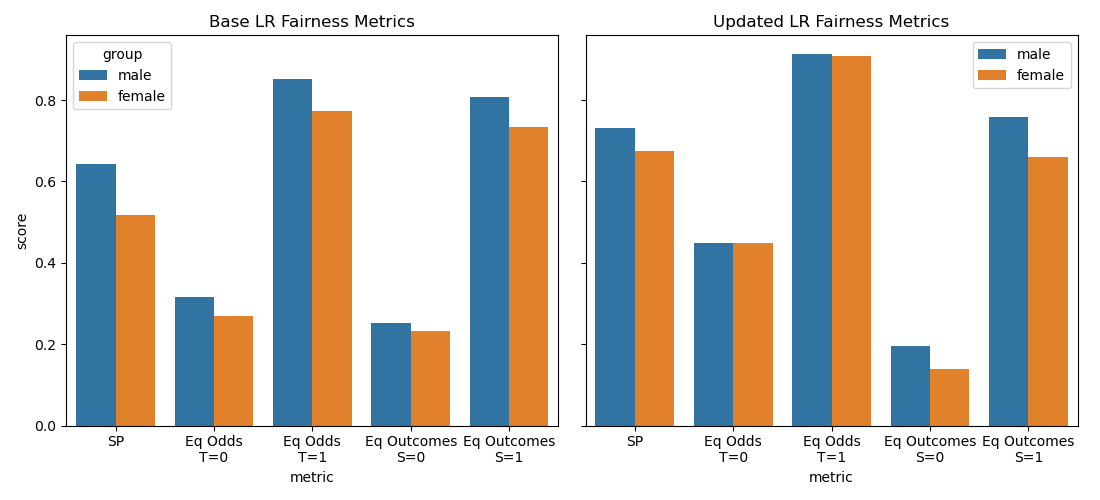 Base LR Fairness Metrics
group
male
female
score
0.8
0.6
0.4
0.2
0.0
SP
Eq Odds
T=0
Eq Odds
T=1
Eq Outcomes
S=0
Eq Outcomes
S=1
metric
Updated LR Fairness Metrics
male
female
SP
Eq Odds
T=0
Eq Odds
T=1
Eq Outcomes
S=0
Eq Outcomes
S=1
metric